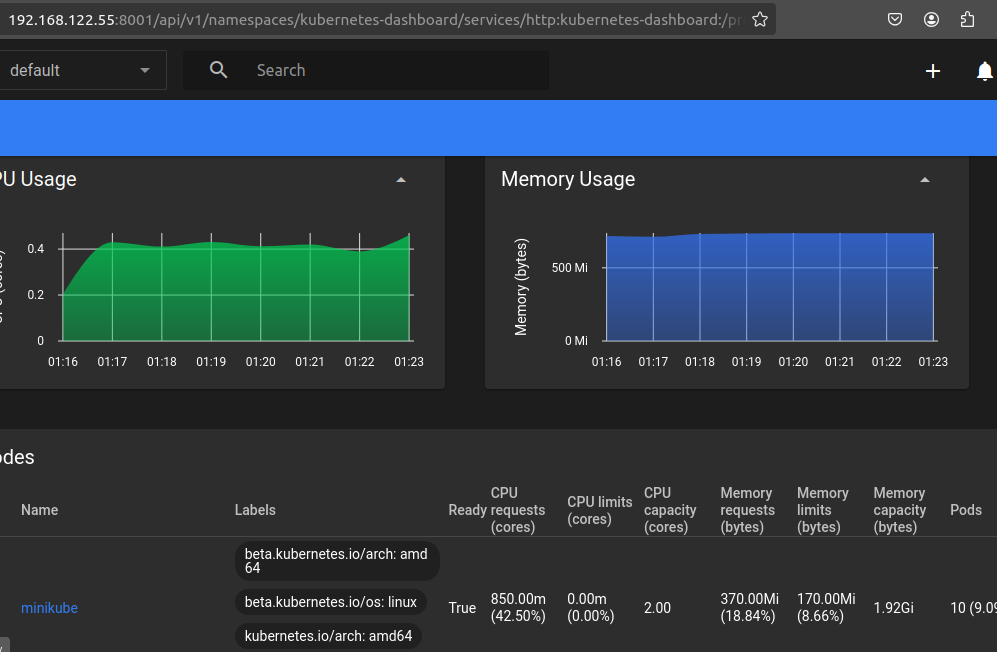 192.168.122.55:8001/api/v1/namespaces/kubernetes-dashboard/services/http:kubernetes-dashboard:/pr
default
Search
PU Usage
0.4
0.2
0
01:16 01:17 01:18 01:19 01:20 01:21 01:22 01:23
Memory Usage
Memory (bytes)
500 Mi
0 Mi
01:16 01:17 01:18 01:19 01:20 01:21 01:22 01:23
odes
Name
Labels
Ready
CPU
requests
(cores)
CPU limits
(cores)
CPU
capacity
(cores)
Memory
requests
(bytes)
Memory
limits
(bytes)
Memory
capacity
(bytes)
Pods
minikube
beta.kubernetes.io/arch: amd
64
beta.kubernetes.io/os: linux
kubernetes.io/arch: amd64
True
850.00m
(42.50%)
0.00m
(0.00%)
2.00
370.00Mi
(18.84%)
170.00Mi
(8.66%)
1.92Gi
10 (9.09